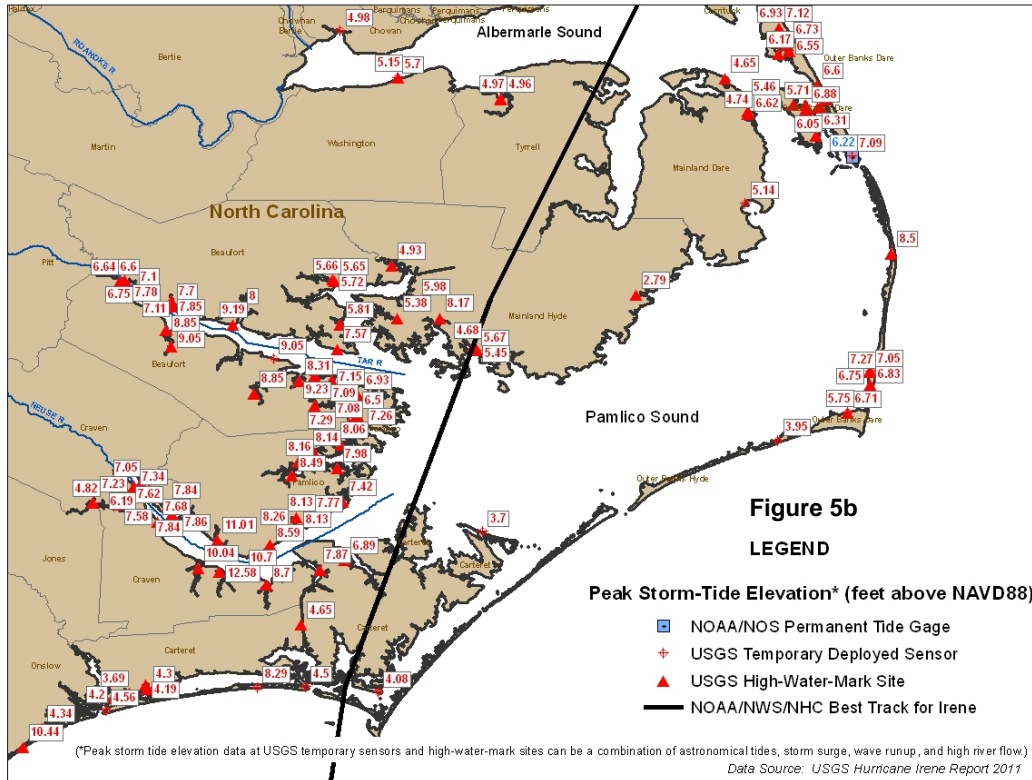 Halifax
Perquimans
Perquimans
Currituck
Chowan
Chowan
Perquimans
4.98
Bertie
Chowan
6.93 7.12
ROANOKE R
Albermarle Sound
6.73
6.17
6.55
Bertie
Outer Banks Dare
5.15 5.7
4.65
6.6
4.97 4.96
5.46
5.71
6.88
4.74
6.62
6.31
6.05
Martin
Washington
Tyrrell
6.22 7.09
Mainland Dare
5.14
North Carolina
8.5
Beaufort
Pitt
4.93
6.64 6.6
7.1
5.66 5.65
5.72
5.98
2.79
6.75 7.78
7.7
8
7.11
7.85
9.19
5.38
8.17
Mainland Hyde
8.85
5.81
4.68
5.67
9.05
7.57
5.45
9.05
TAR R
Beaufort
7.27 7.05
8.31
8.85
7.15 6.93
6.75
6.83
9.23
7.09
6.5
NEUSE R
7.08
7.26
5.75 6.71
7.29
Outer Banks Dare
Craven
8.06
Pamlico Sound
8.14
3.95
8.16
7.98
8.49
7.05
7.34
Pamlico
Outer Banks Hyde
4.82
7.23
7.62
7.84
7.42
6.19
7.68
8.13
7.77
Figure 5b
7.58
7.86
8.26
8.13
7.84
11.01
3.7
8.59
6.89
LEGEND
10.04
10.7
7.87
Carteret
Jones
Craven
12.58
8.7
Carteret
Peak Storm-Tide Elevation* (feet above NAVD88)
4.65
NOAA/NOS Permanent Tide Gage
Carteret
Carteret
USGS Temporary Deployed Sensor
Onslow
3.69
4.3
8.29
4.5
4.08
USGS High-Water-Mark Site
4.2
4.56
4.19
4.34
NOAA/NWS/NHC Best Track for Irene
10.44
(*Peak storm tide elevation data at USGS temporary sensors and high-water-mark sites can be a combination of astronomical tides, storm surge, wave runup, and high river flow.)
Data Source: USGS Hurricane Irene Report 2011